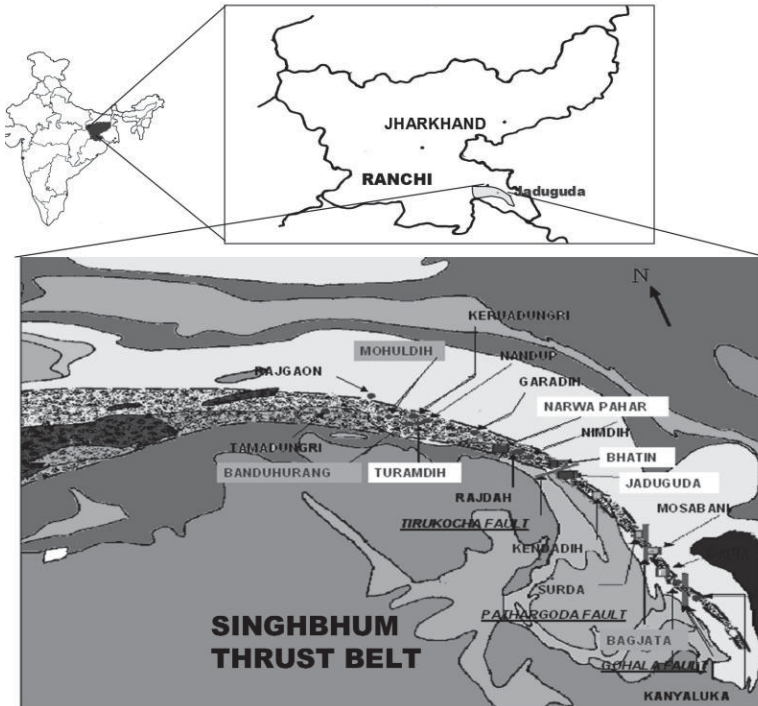 JHARKHAND
RANCHI
Jaduguda
N
KERUADUNGRI
MOHULDIH
NANDUP
RAJGAON
GARADIH
NARWA PAHAR
NIMDIH
TAMADUNGRI
BHATIN
BANDUHURANG
TURAMDIH
JADUGUDA
RAJDAH
MOSABANI
TIRUKOCHA FAULT
KENDADIH
SURDA
PATHARGODA FAULT
SINGHBHUM
THRUST BELT
BAGJATA
GOHALA FAULT
KANYALUKA